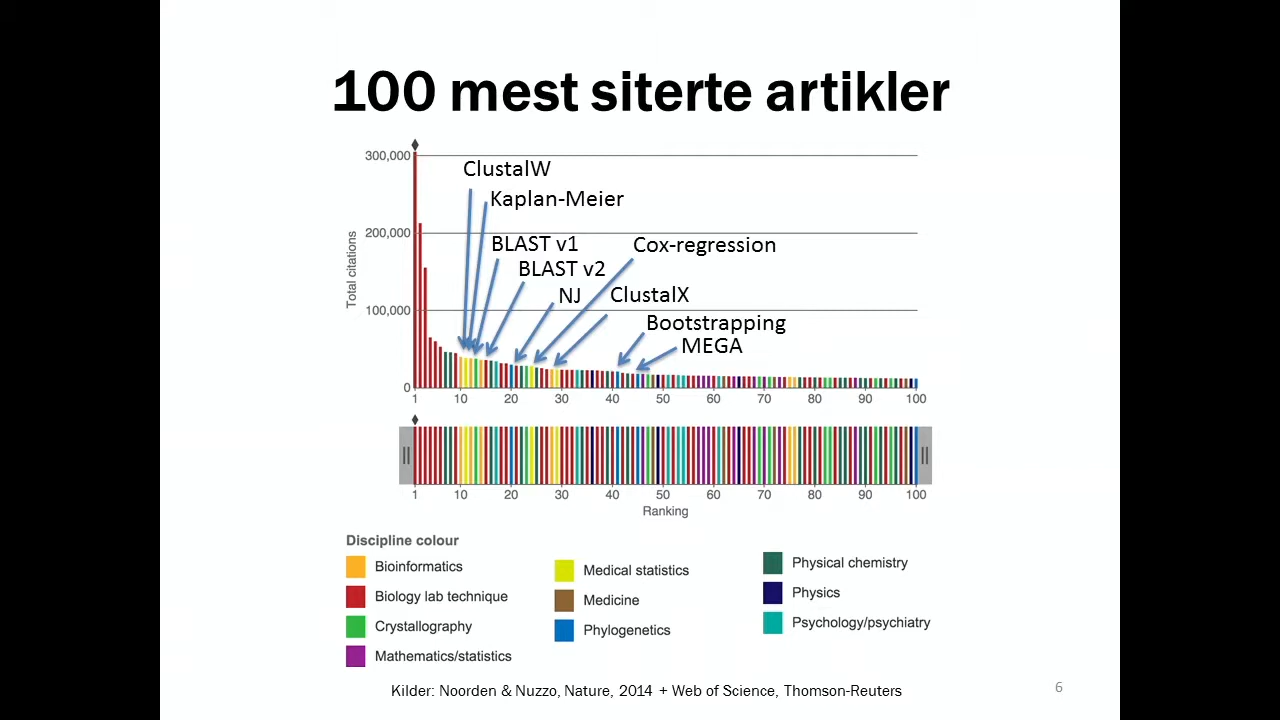 100 mest siterte artikler
300,000
200,000
100,000
0
Total citations
ClustalW
Kaplan-Meier
BLAST v1
BLAST v2
NJ
Cox-regression
ClustalX
Bootstrapping
MEGA
1 10 20 30 40 50 60 70 80 90 100
1 10 20 30 40 50 60 70 80 90 100
Ranking
Discipline colour
Bioinformatics
Biology lab technique
Crystallography
Mathematics/statistics
Medical statistics
Medicine
Phylogenetics
Physical chemistry
Physics
Psychology/psychiatry
Kilder: Noorden & Nuzzo, Nature, 2014 + Web of Science, Thomson-Reuters
6